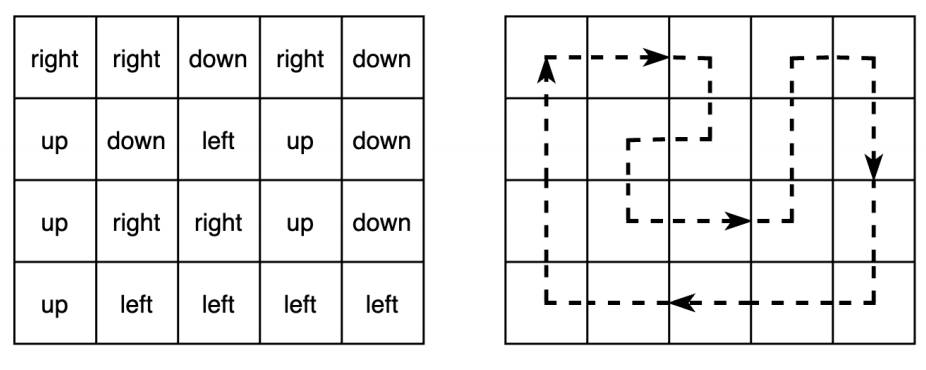 right right down right down
up down left up down
up right right up down
up left left left left